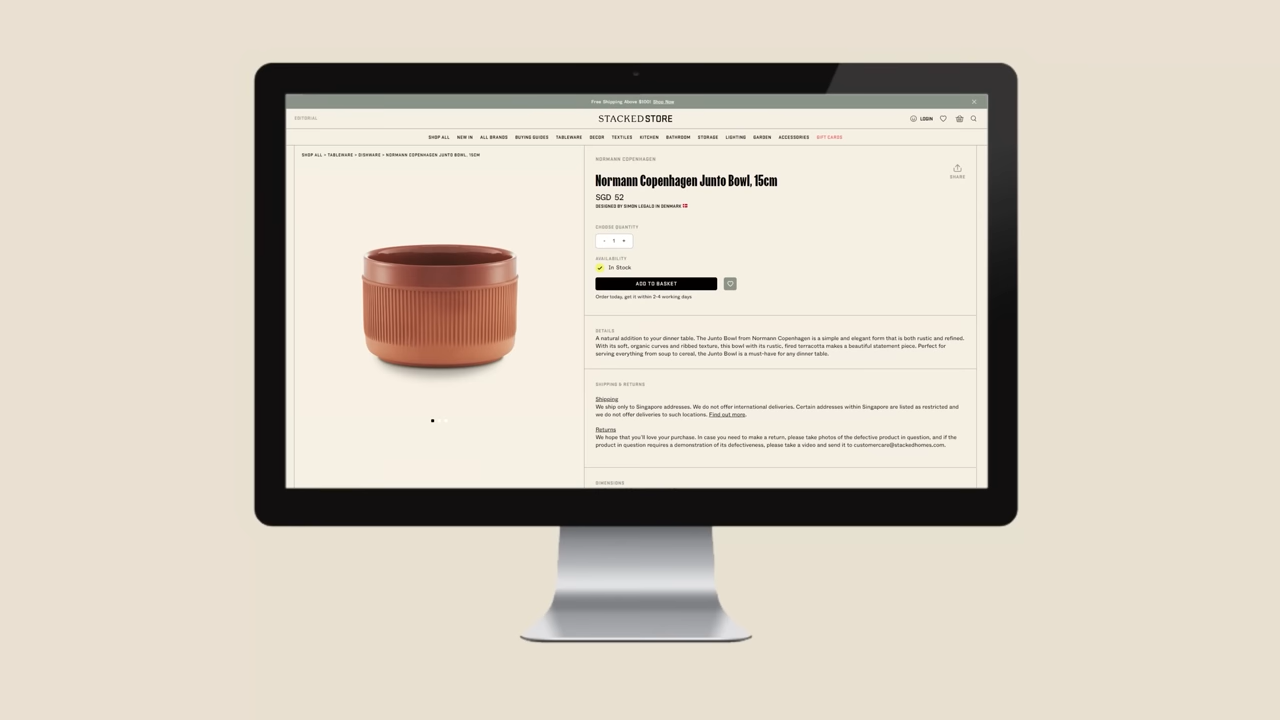 Free Shipping Above $100! Shop Now
EDITORIAL
STACKEDSTORE
LOGIN
SHOP ALL NEW IN ALL BRANDS BUYING GUIDES TABLEWARE DECOR TEXTILES KITCHEN BATHROOM STORAGE LIGHTING GARDEN ACCESSORIES GIFT CARDS
SHOP ALL > TABLEWARE > DISHWARE > NORMANN COPENHAGEN JUNTO BOWL, 15CM
NORMANN COPENHAGEN
SHARE
Normann Copenhagen Junto Bowl, 15cm
SGD 52
DESIGNED BY SIMON LEGALD IN DENMARK
CHOOSE QUANTITY
- 1 +
AVAILABILITY
In Stock
ADD TO BASKET
Order today, get it within 2-4 working days
DETAILS
A natural addition to your dinner table. The Junto Bowl from Normann Copenhagen is a simple and elegant form that is both rustic and refined.
With its soft, organic curves and ribbed texture, this bowl with its rustic, fired terracotta makes a beautiful statement piece. Perfect for
serving everything from soup to cereal, the Junto Bowl is a must-have for any dinner table.
SHIPPING & RETURNS
Shipping
We ship only to Singapore addresses. We do not offer international deliveries. Certain addresses within Singapore are listed as restricted and
we do not offer deliveries to such locations. Find out more.
Returns
We hope that you'll love your purchase. In case you need to make a return, please take photos of the defective product in question, and if the
product in question requires a demonstration of its defectiveness, please take a video and send it to customercare@stackedhomes.com.
DIMENSIONS